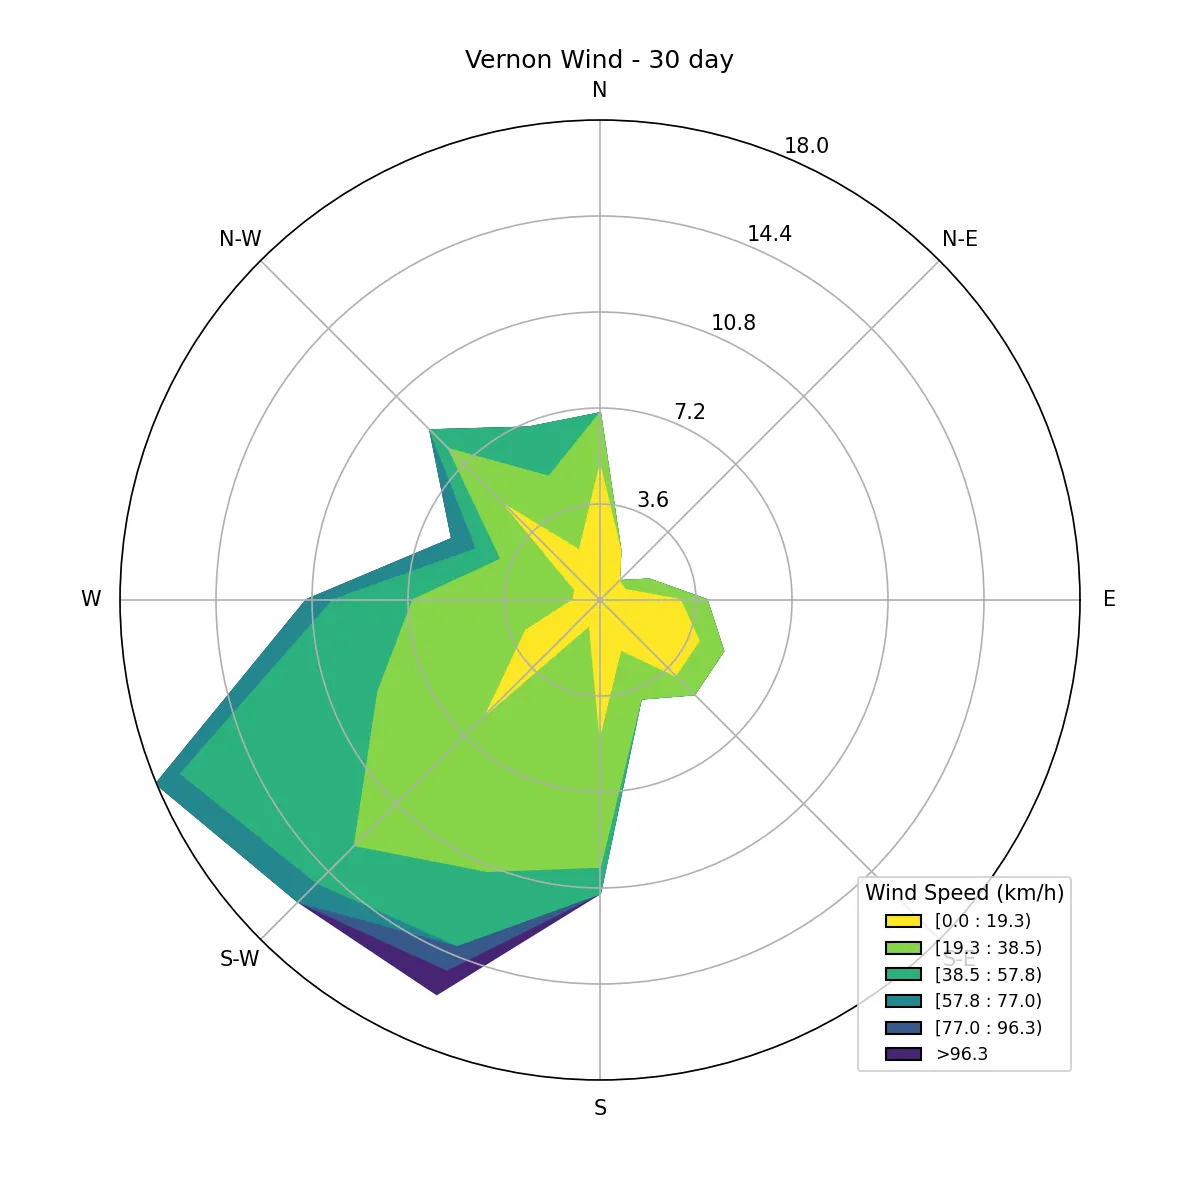 Vernon Wind - 30 day
N
18.0
N-W
14.4
N-E
10.8
7.2
3.6
W
E
S-W
S-E
S
Wind Speed (km/h)
[0.0 : 19.3)
[19.3 : 38.5)
[38.5 : 57.8)
[57.8 : 77.0)
[77.0 : 96.3)
>96.3